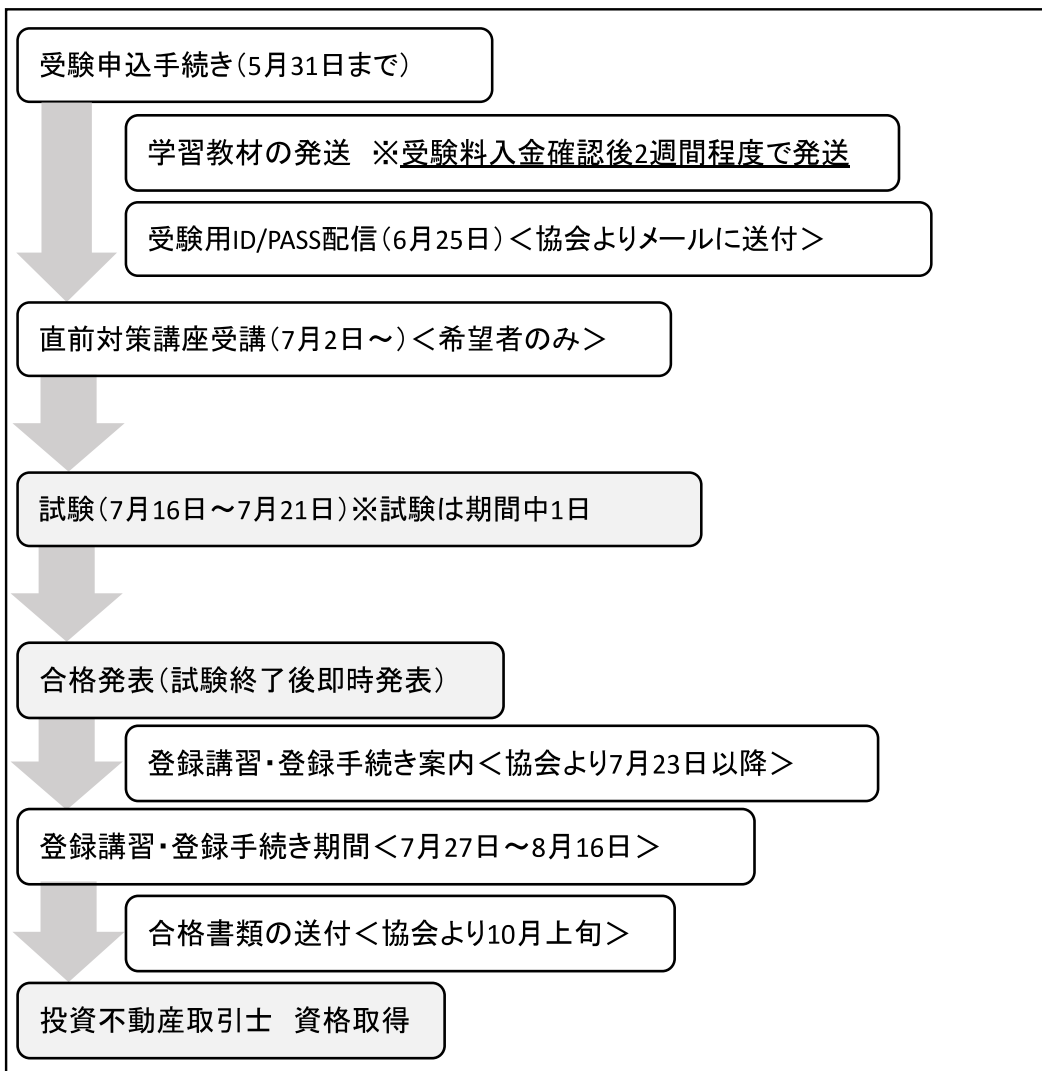 受験申込手続き(5月31日まで)
学習教材の発送 ※受験料入金確認後2週間程度で発送
受験用ID/PASS配信(6月25日)<協会よりメールに送付>
直前対策講座受講(7月2日~)<希望者のみ>
試験(7月16日~7月21日)※試験は期間中1日
合格発表(試験終了後即時発表)
登録講習・登録手続き案内<協会より7月23日以降>
登録講習・登録手続き期間<7月27日~8月16日>
合格書類の送付<協会より10月上旬>
投資不動産取引士 資格取得